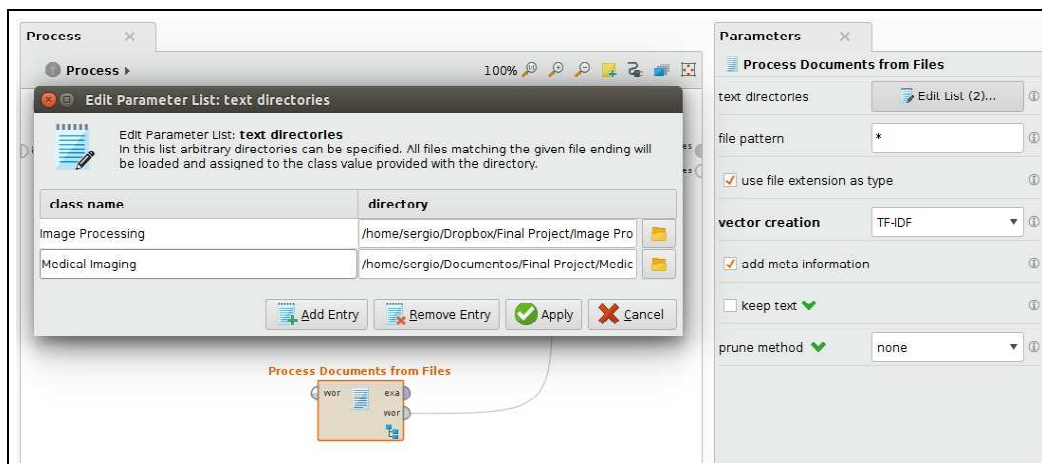 Process
Parameters
Process
100%
Process Documents from Files
Edit Parameter List: text directories
text directories
Edit List (2)...
Edit Parameter List: text directories
In this list arbitrary directories can be specified. All files matching the given file ending will
be loaded and assigned to the class value provided with the directory.
file pattern
*
use file extension as type
class name
directory
vector creation
TF-IDF
Image Processing
/home/sergio/Dropbox/Final Project/Image Pro
Medical Imaging
/home/sergio/Documentos/Final Project/Medic
add meta information
Add Entry
Remove Entry
Apply
Cancel
keep text
prune method
none
Process Documents from Files
wor
exa
wor